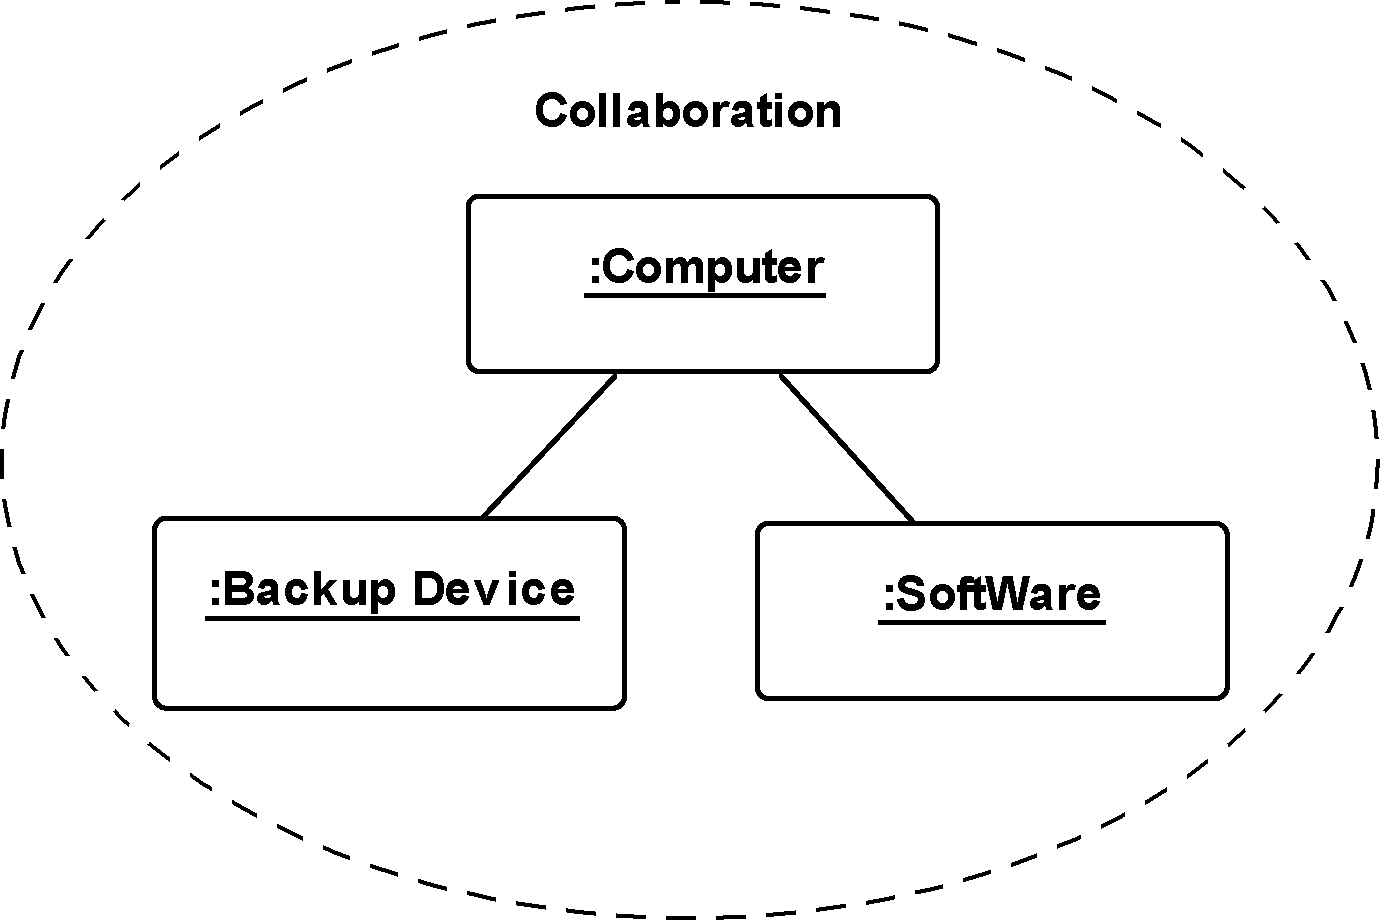 Collaboration
:Computer
:Backup Device
:SoftWare